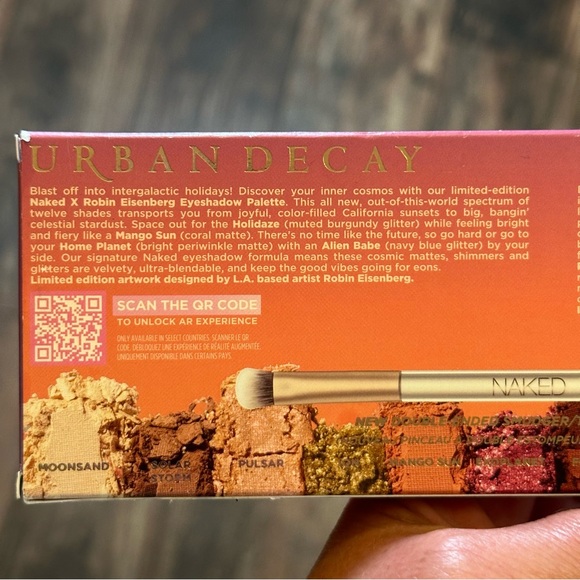 URBAN DECAY
Blast off into intergalactic holidays! Discover your inner cosmos with our limited-edition
Naked X Robin Eisenberg Eyeshadow Palette. This all new, out-of-this-world spectrum of
twelve shades transports you from joyful, color-filled California sunsets to big, bangin'
celestial stardust. Space out for the Holidaze (muted burgundy glitter) while feeling bright
and fiery like a Mango Sun (coral matte). There's no time like the future, so go hard or go to
your Home Planet (bright periwinkle matte) with an Alien Babe (navy blue glitter) by your
side. Our signature Naked eyeshadow formula means these cosmic mattes, shimmers and
glitters are velvety, ultra-blendable, and keep the good vibes going for eons.
Limited edition artwork designed by L.A. based artist Robin Eisenberg.
SCAN THE QR CODE
TO UNLOCK AR EXPERIENCE
ONLY AVAILABLE IN SELECT COUNTRIES. SCANNER LE QR
CODE. DÉBLOQUEZ UNE EXPÉRIENCE DE RÉALITÉ AUGMENTÉE.
UNIQUEMENT DISPONIBLE DANS CERTAINS PAYS.
NAKED
NEW DOUBLE-ENDED SMUDGER/
MOONSAND
SOLAR STORM
PULSAR
MANGO SUN